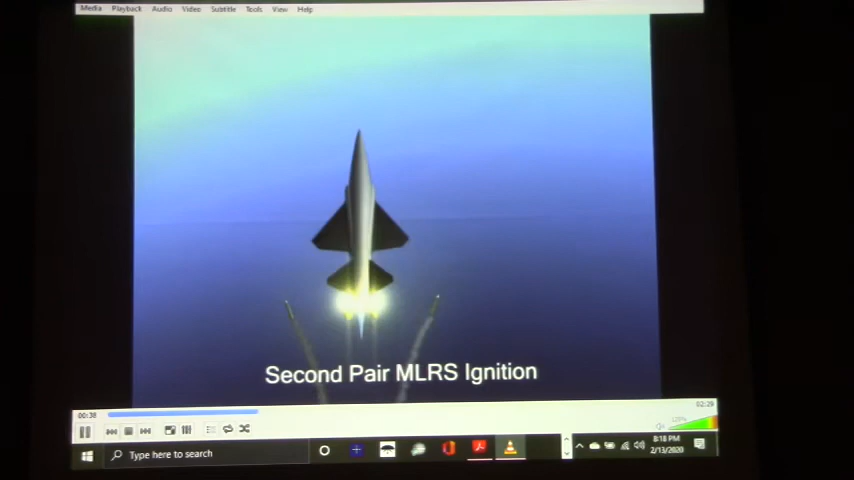 Media Playback Audio Video Subtitle Tools View Help
Second Pair MLRS Ignition
00:38
02:29
125%
8:18 PM
Type here to search
2/13/2020